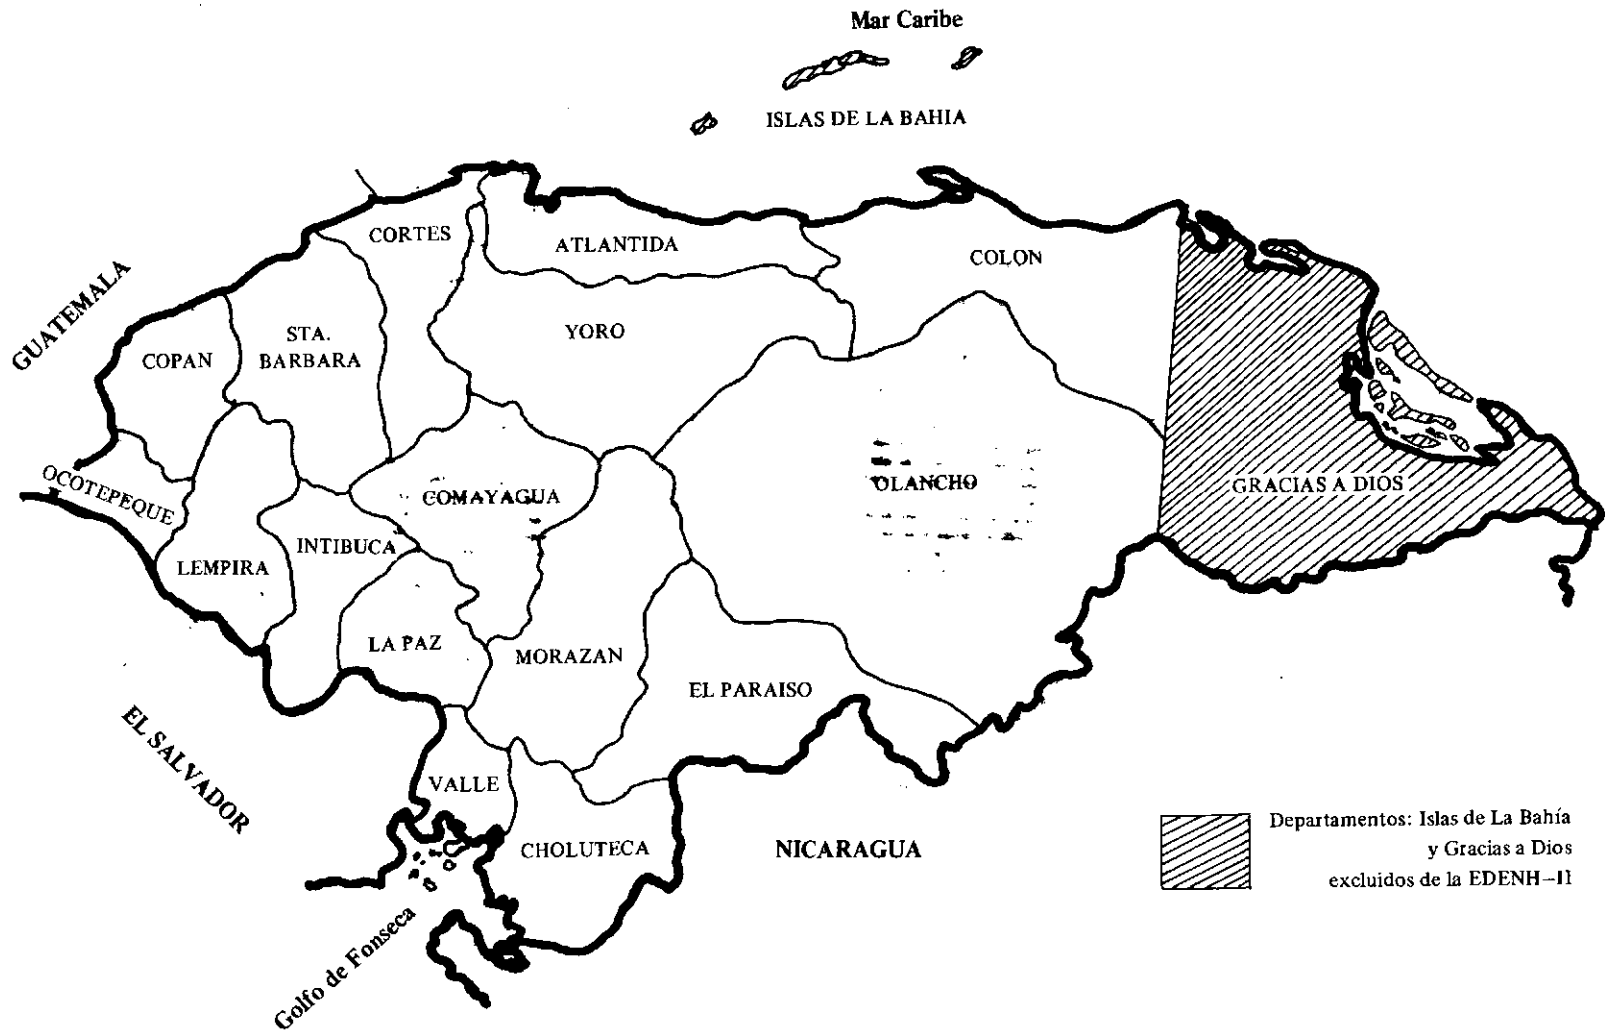 Mar Caribe
ISLAS DE LA BAHIA
CORTES
ATLANTIDA
COLON
GUATEMALA
COPAN
STA.
BARBARA
YORO
OCOTEPEQUE
COMAYAGUA
OLANCHO
GRACIAS A DIOS
LEMPIRA
INTIBUCA
LA PAZ
MORAZAN
EL PARAISO
EL SALVADOR
VALLE
CHOLUTECA
NICARAGUA
Golfo de Fonseca
Departamentos: Islas de La Bahía
y Gracias a Dios
excluidos de la EDENH-II